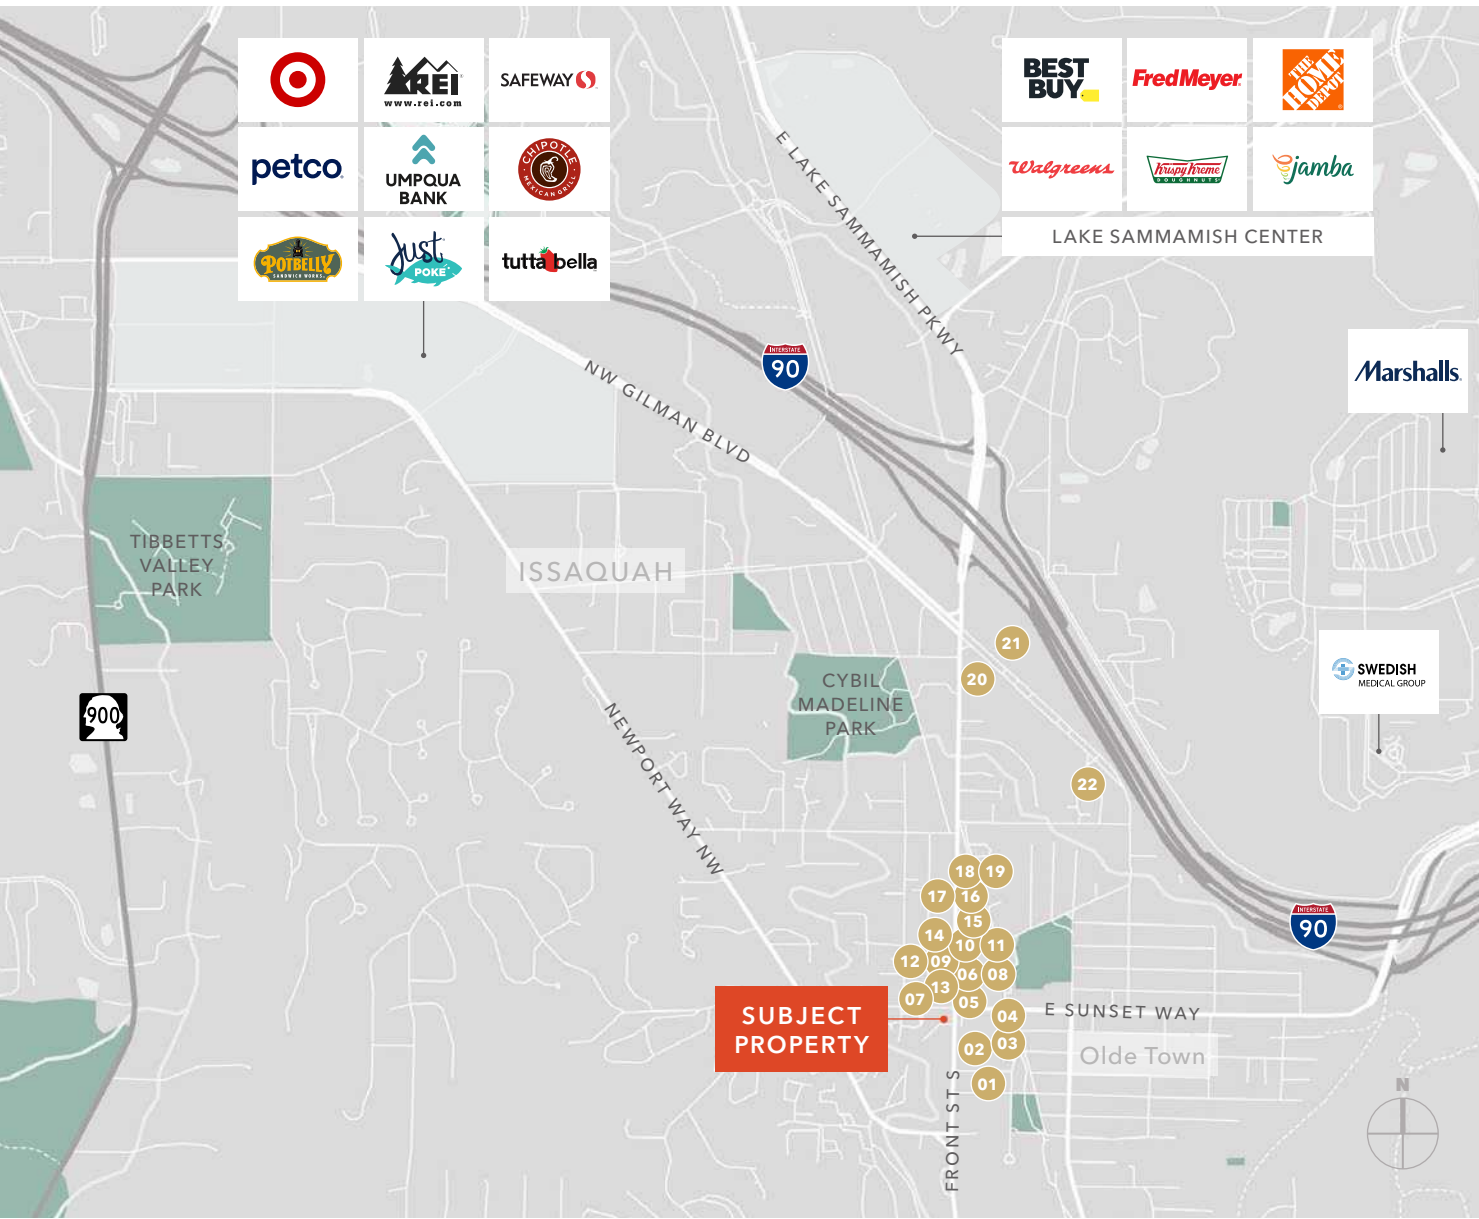 REI
www.rei.com
SAFEWAY
petco
UMPQUA
BANK
CHIPOTLE
MEXICAN GRILL
POTBELLY
SANDWICH WORKS
Just
POKE
tutta bella
BEST
BUY
FredMeyer
THE
HOME
DEPOT
Walgreens
Krispy Kreme
DOUGHNUTS
jamba
LAKE SAMMAMISH CENTER
E LAKE SAMMAMISH PKWY
INTERSTATE
90
NW GILMAN BLVD
Marshalls
TIBBETTS
VALLEY
PARK
ISSAQUAH
21
20
CYBIL
MADELINE
PARK
SWEDISH
MEDICAL GROUP
900
NEWPORT WAY NW
22
18
19
17
16
15
14
10
11
12
09
06
08
13
07
05
04
INTERSTATE
90
SUBJECT
PROPERTY
E SUNSET WAY
02
03
Olde Town
01
FRONT ST S
N